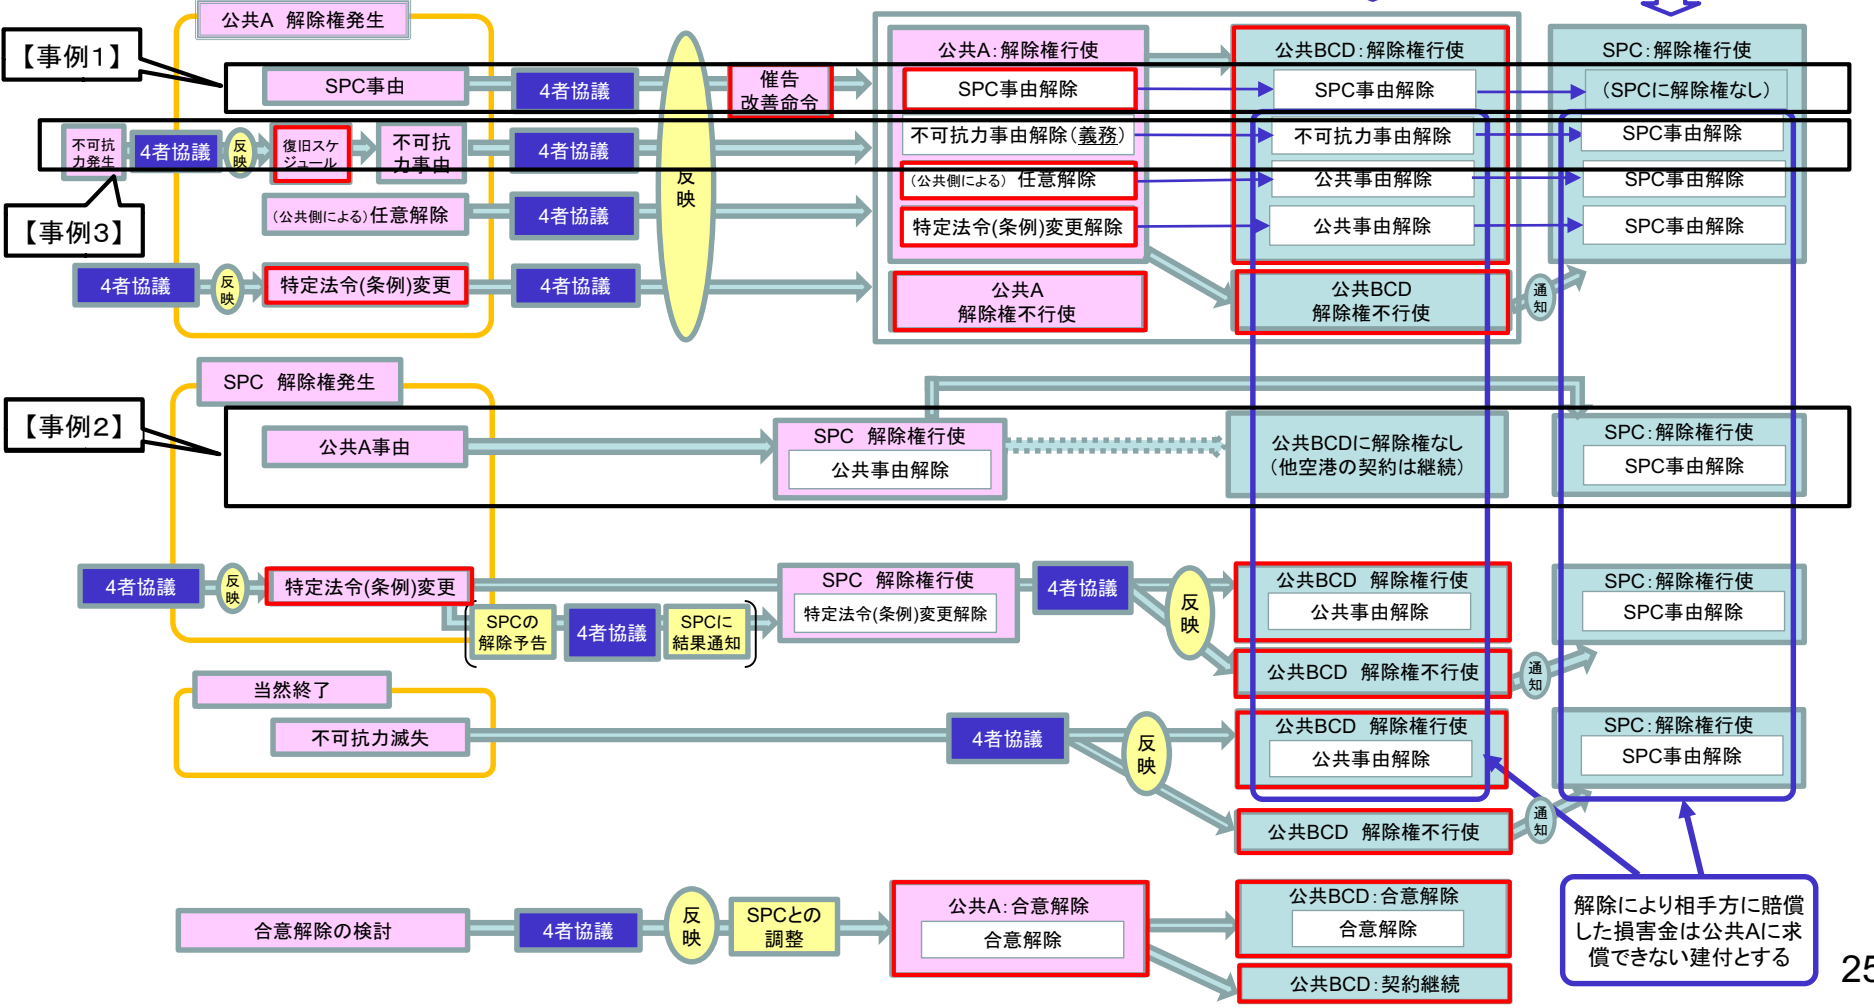 公共A 解除権発生
【事例1】
SPC事由
4者協議
催告
改善命令
公共A:解除権行使
SPC事由解除
公共BCD:解除権行使
SPC事由解除
SPC:解除権行使
(SPCに解除権なし)
不可抗
力発生
4者協議
反
映
復旧スケ
ジュール
不可抗
力事由
4者協議
反
映
不可抗力事由解除(義務)
不可抗力事由解除
SPC事由解除
【事例3】
(公共側による)任意解除
4者協議
(公共側による) 任意解除
公共事由解除
SPC事由解除
特定法令(条例)変更解除
公共事由解除
SPC事由解除
4者協議
反
映
特定法令(条例)変更
4者協議
公共A
解除権不行使
公共BCD
解除権不行使
通
知
SPC 解除権発生
【事例2】
公共A事由
SPC 解除権行使
公共事由解除
公共BCDに解除権なし
(他空港の契約は継続)
SPC:解除権行使
SPC事由解除
4者協議
反
映
特定法令(条例)変更
SPCの
解除予告
4者協議
SPCに
結果通知
SPC 解除権行使
特定法令(条例)変更解除
4者協議
反
映
公共BCD 解除権行使
公共事由解除
SPC:解除権行使
SPC事由解除
公共BCD 解除権不行使
通
知
当然終了
不可抗力滅失
4者協議
反
映
公共BCD 解除権行使
公共事由解除
SPC:解除権行使
SPC事由解除
公共BCD 解除権不行使
通
知
合意解除の検討
4者協議
反
映
SPCとの
調整
公共A:合意解除
合意解除
公共BCD:合意解除
合意解除
公共BCD:契約継続
解除により相手方に賠償
した損害金は公共Aに求
償できない建付とする
25